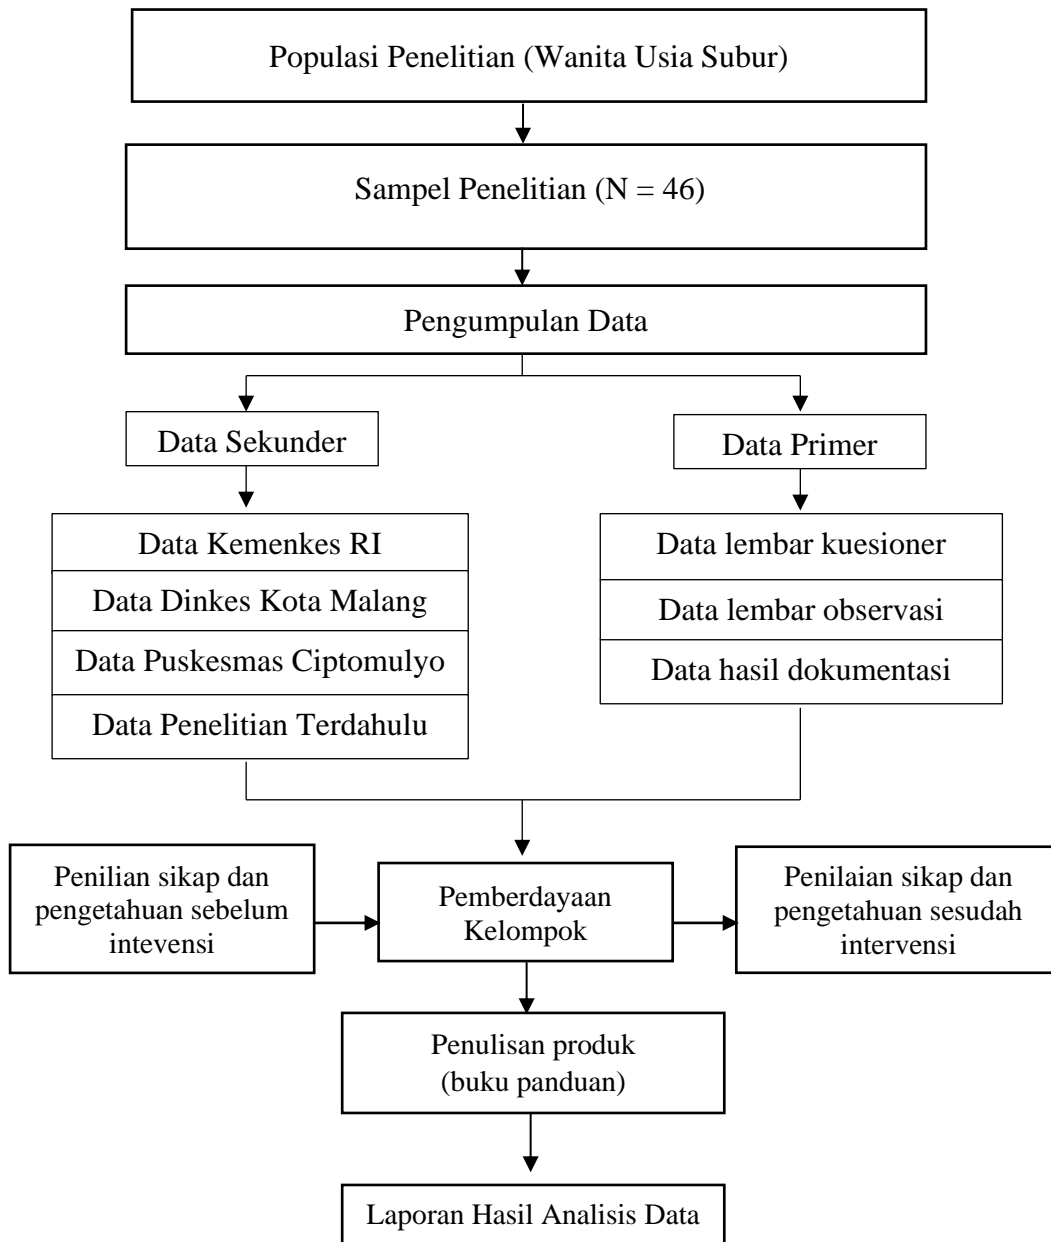 Populasi Penelitian (Wanita Usia Subur)
Sampel Penelitian (N = 46)
Pengumpulan Data
Data Sekunder
Data Primer
Data Kemenkes RI
Data Dinkes Kota Malang
Data Puskesmas Ciptomulyo
Data Penelitian Terdahulu
Data lembar kuesioner
Data lembar observasi
Data hasil dokumentasi
Penilian sikap dan
pengetahuan sebelum
intevensi
Pemberdayaan
Kelompok
Penilaian sikap dan
pengetahuan sesudah
intervensi
Penulisan produk
(buku panduan)
Laporan Hasil Analisis Data